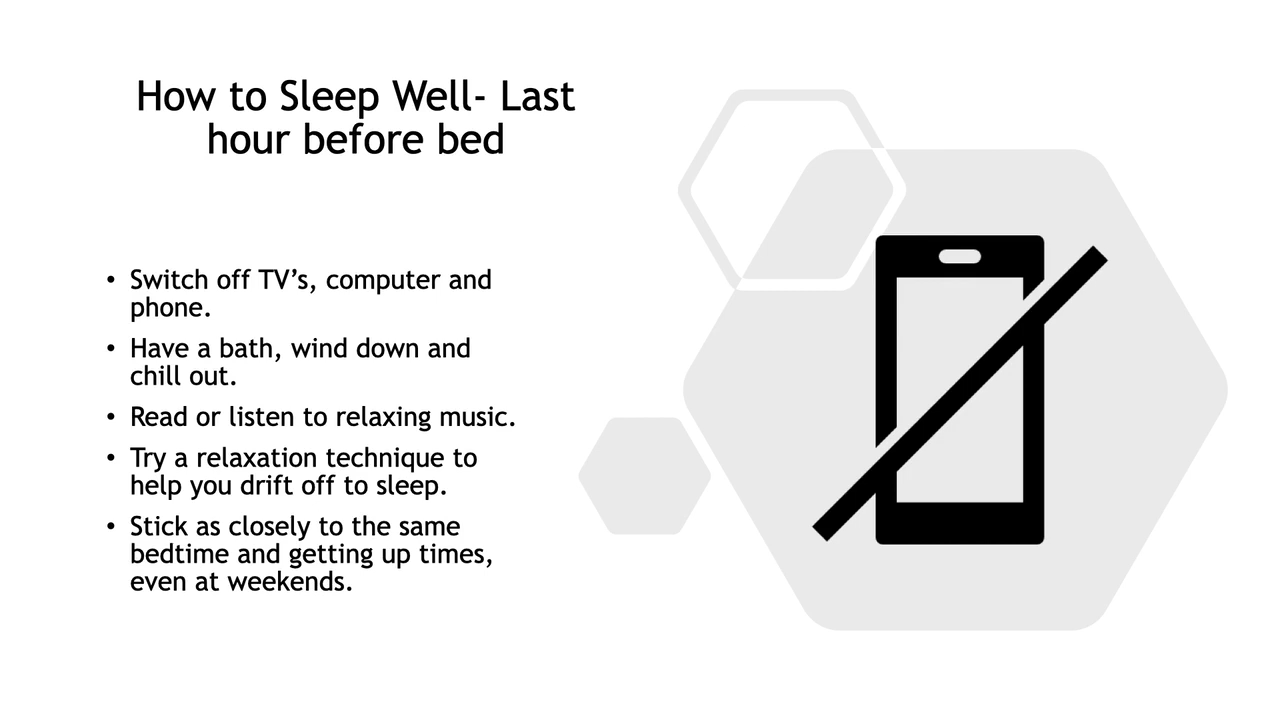 How to Sleep Well- Last
hour before bed
• Switch off TV’s, computer and
phone.
• Have a bath, wind down and
chill out.
• Read or listen to relaxing music.
• Try a relaxation technique to
help you drift off to sleep.
• Stick as closely to the same
bedtime and getting up times,
even at weekends.